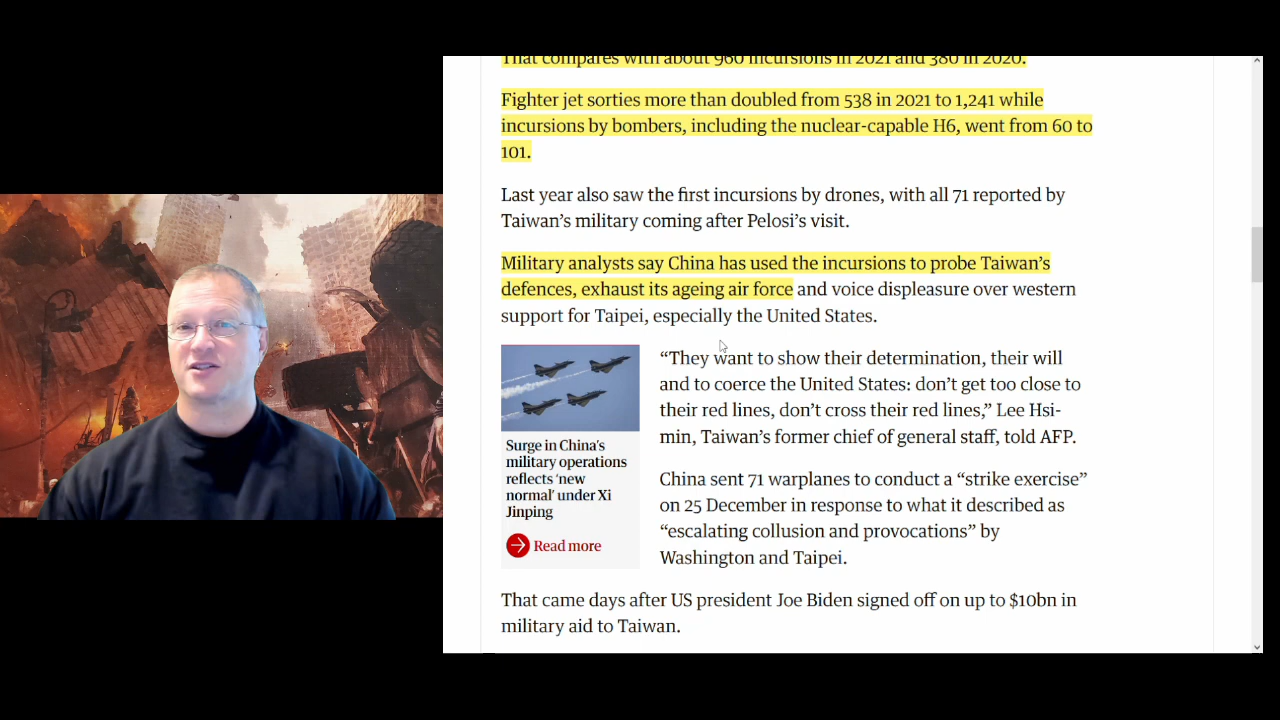 That compares with about 960 incursions in 2021 and 380 in 2020.
Fighter jet sorties more than doubled from 538 in 2021 to 1,241 while
incursions by bombers, including the nuclear-capable H6, went from 60 to
101.
Last year also saw the first incursions by drones, with all 71 reported by
Taiwan’s military coming after Pelosi’s visit.
Military analysts say China has used the incursions to probe Taiwan’s
defences, exhaust its ageing air force and voice displeasure over western
support for Taipei, especially the United States.
“They want to show their determination, their will
and to coerce the United States: don’t get too close to
their red lines, don’t cross their red lines,” Lee Hsi-
min, Taiwan’s former chief of general staff, told AFP.
Surge in China’s
military operations
reflects ‘new
normal’ under Xi
Jinping
Read more
China sent 71 warplanes to conduct a “strike exercise”
on 25 December in response to what it described as
“escalating collusion and provocations” by
Washington and Taipei.
That came days after US president Joe Biden signed off on up to $10bn in
military aid to Taiwan.